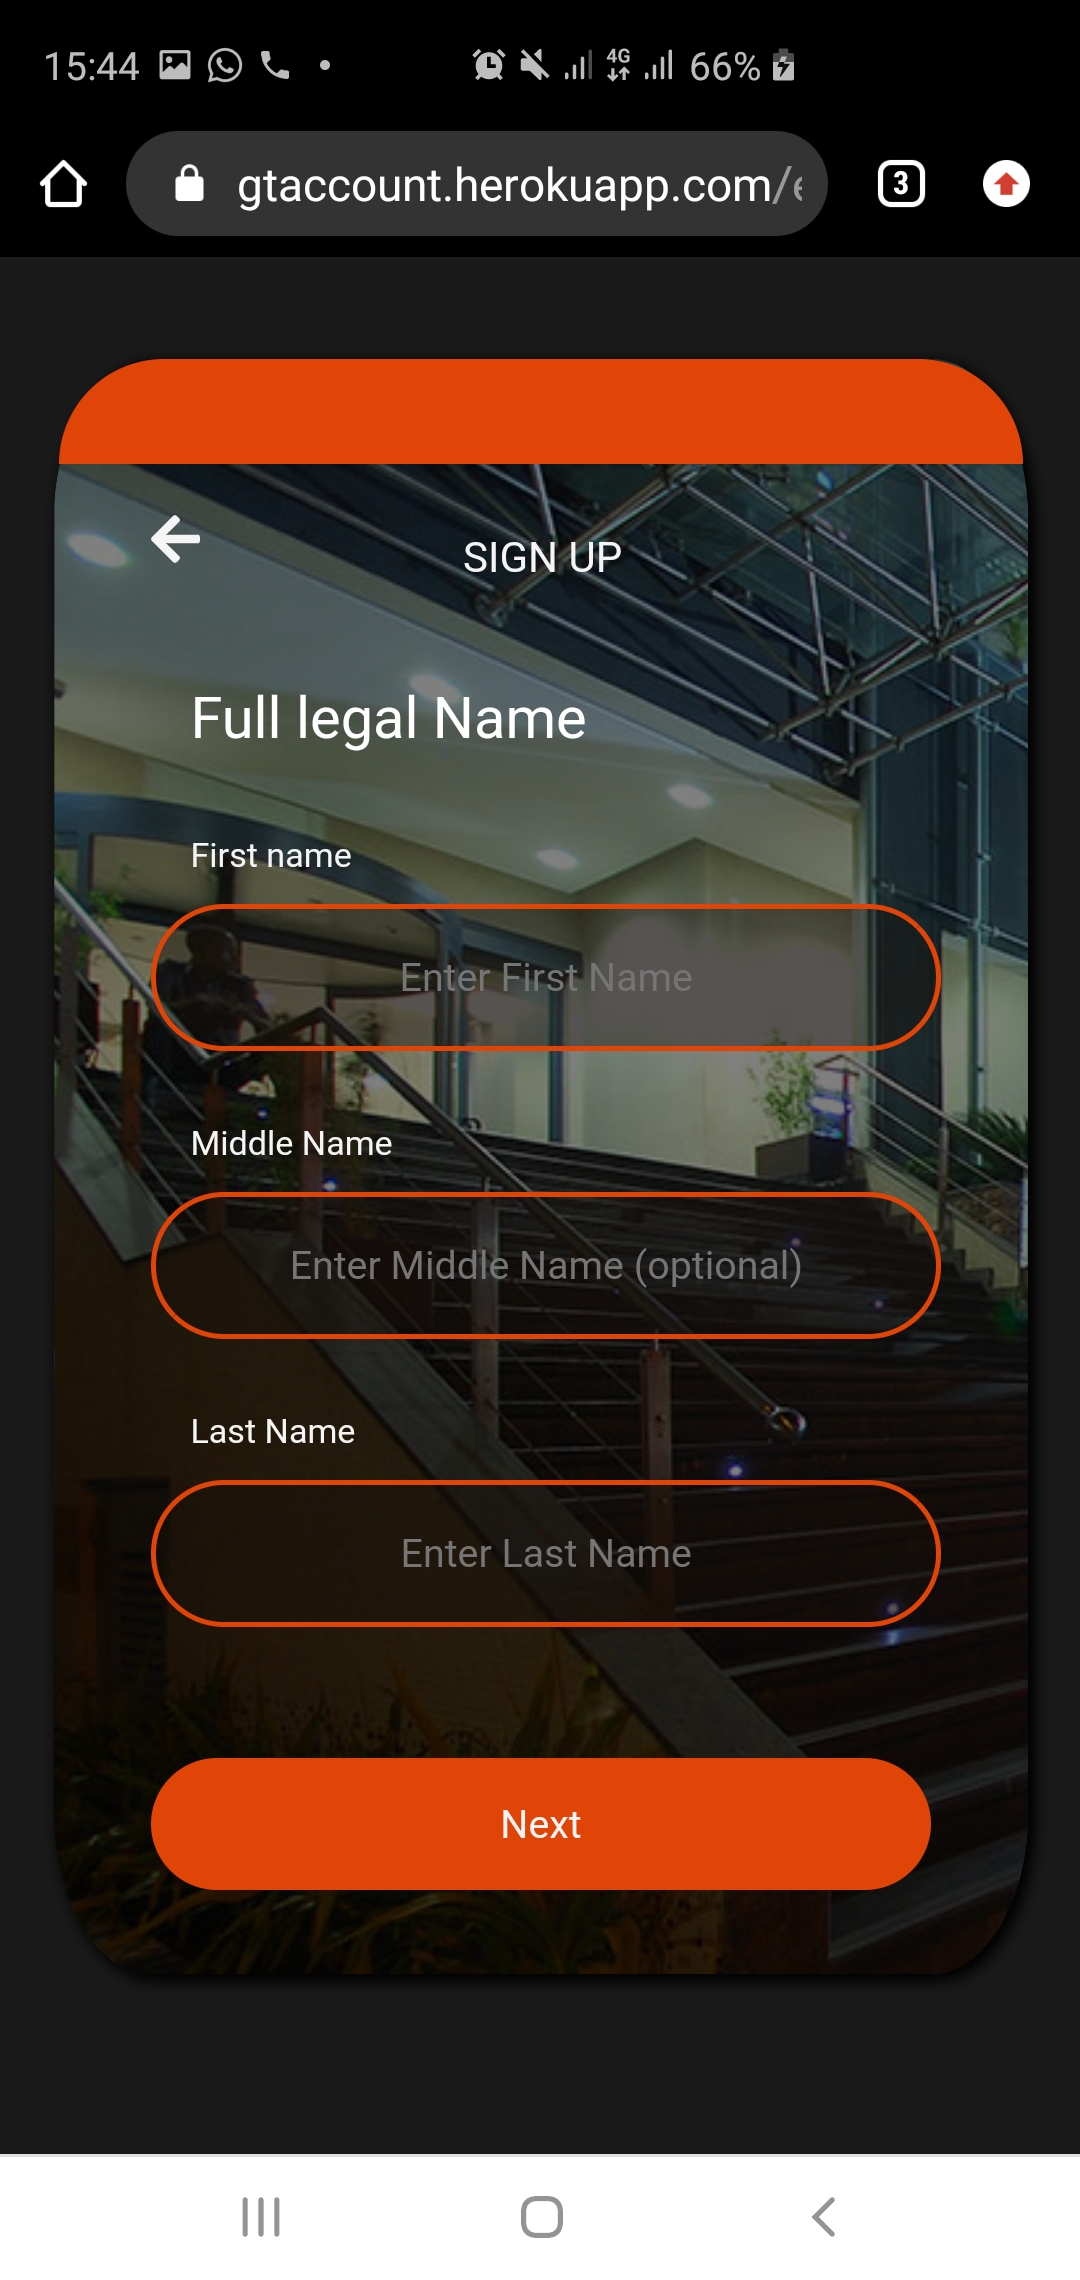 15:44
4G
66%
gtaccount.herokuapp.com/
3
SIGN UP
Full legal Name
First name
Enter First Name
Middle Name
Enter Middle Name (optional)
Last Name
Enter Last Name
Next